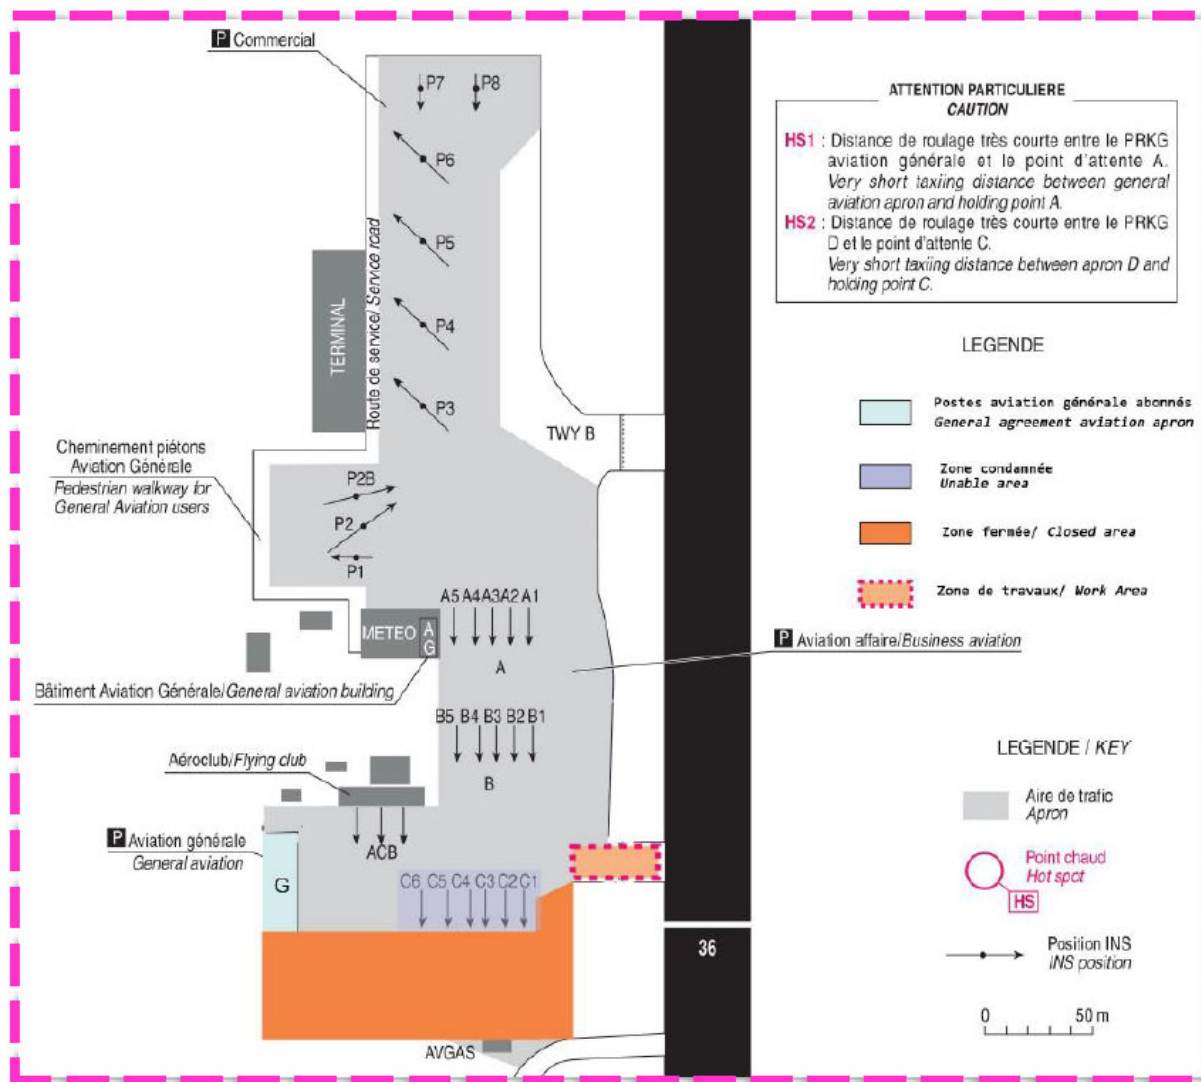 P Commercial
P7
P8
P6
P5
P4
P3
TERMINAL
Route de service/ Service road
TWY B
Cheminement piétons
Aviation Générale
Pedestrian walkway for
General Aviation users
P2B
P2
P1
A5 A4 A3 A2 A1
METEO
AG
A
Bâtiment Aviation Générale/General aviation building
B5 B4 B3 B2 B1
B
Aéroclub/Flying club
P Aviation générale
General aviation
ACB
G
C6 C5 C4 C3 C2 C1
AVGAS
36
ATTENTION PARTICULIERE
CAUTION
HS1 : Distance de roulage très courte entre le PRKG
aviation générale et le point d'attente A.
Very short taxiing distance between general
aviation apron and holding point A.
HS2 : Distance de roulage très courte entre le PRKG
D et le point d'attente C.
Very short taxiing distance between apron D and
holding point C.
LEGENDE
Postes aviation générale abonnés
General agreement aviation apron
Zone condamnée
Unable area
Zone fermée/ Closed area
Zone de travaux/ Work Area
P Aviation affaire/Business aviation
LEGENDE / KEY
Aire de trafic
Apron
Point chaud
Hot spot
HS
Position INS
INS position
0 50 m